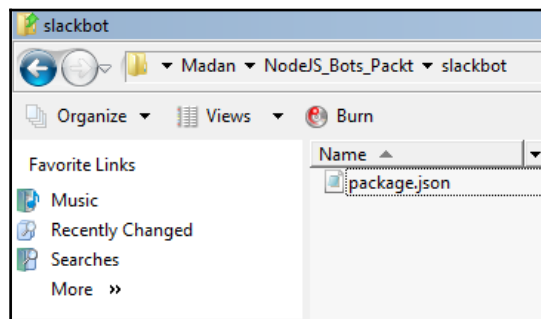 slackbot
Madan NodeJS_Bots_Packt slackbot
Organize Views Burn
Favorite Links
Name
package.json
Music
Recently Changed
Searches
More »